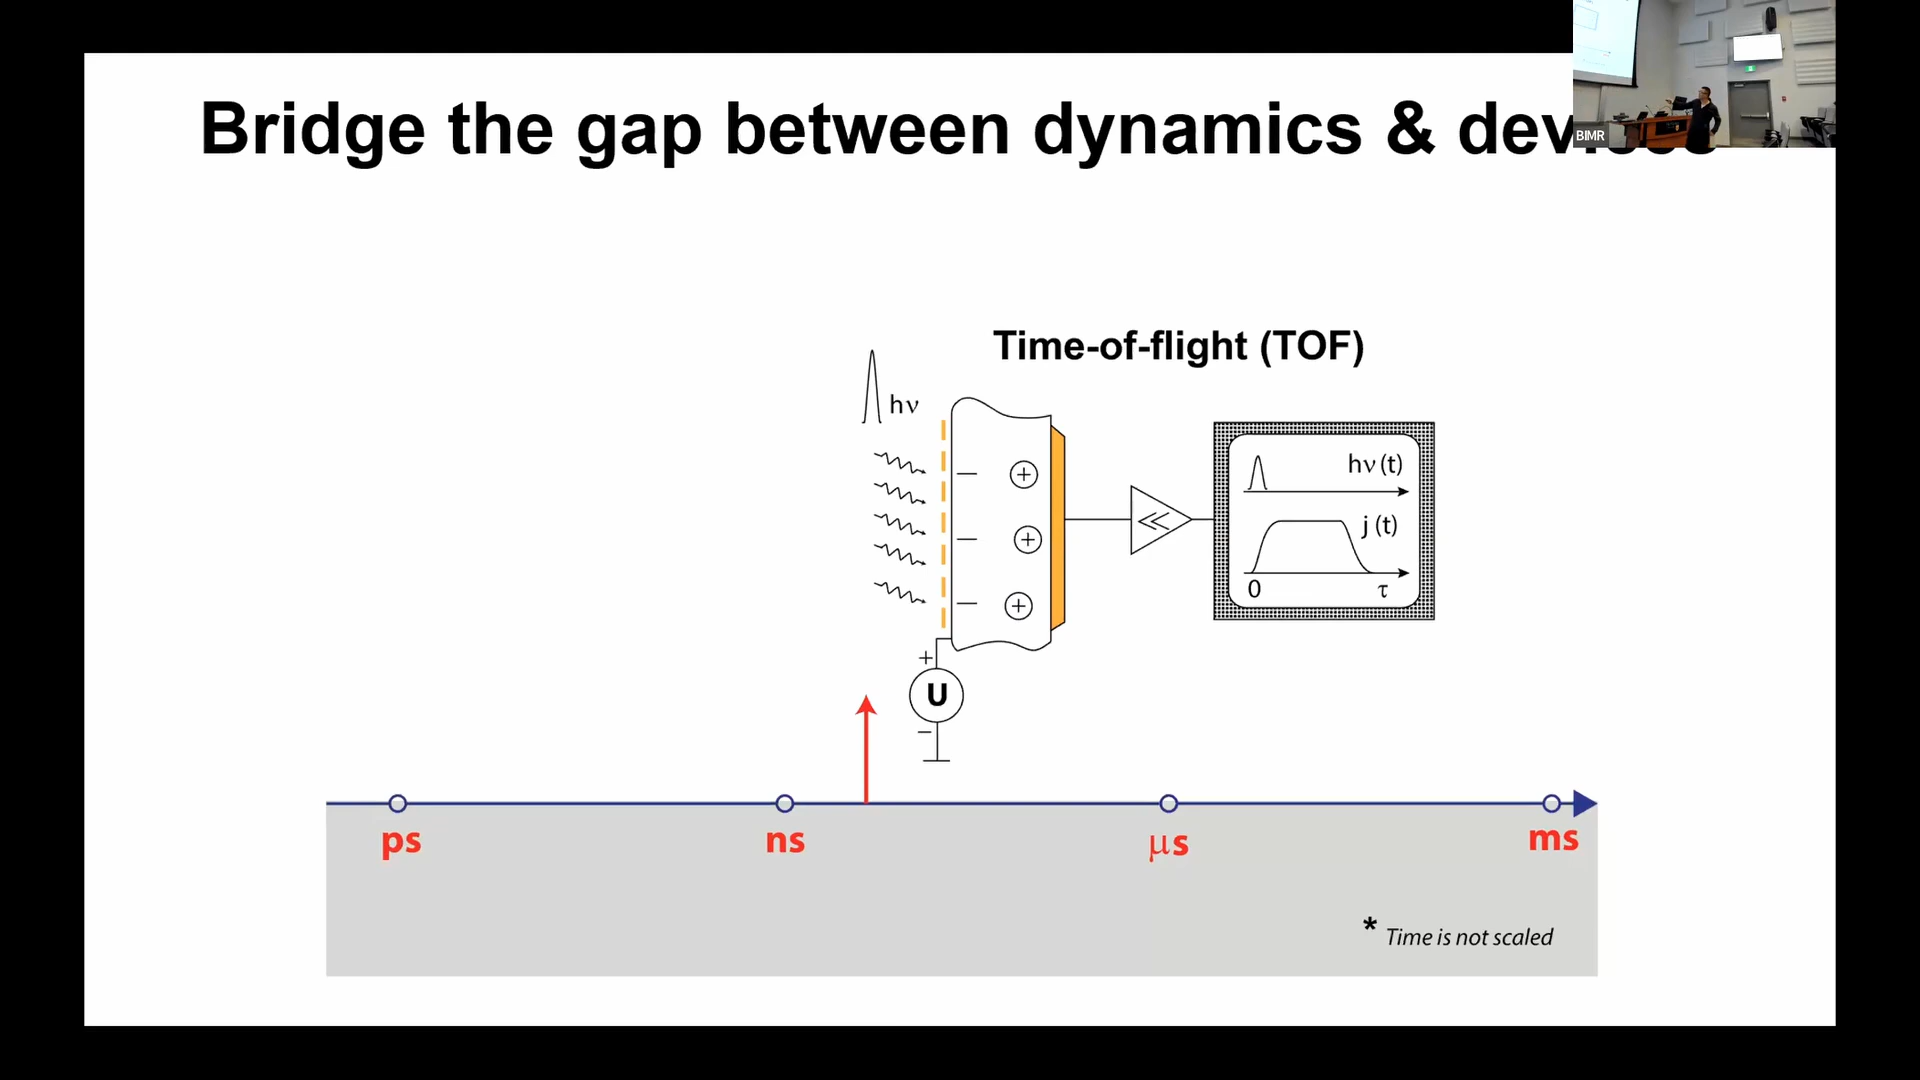 Bridge the gap between dynamics & devices
BIMR
Time-of-flight (TOF)
hν
hν (t)
j (t)
0 τ
+
U
−
ps ns μs ms
* Time is not scaled